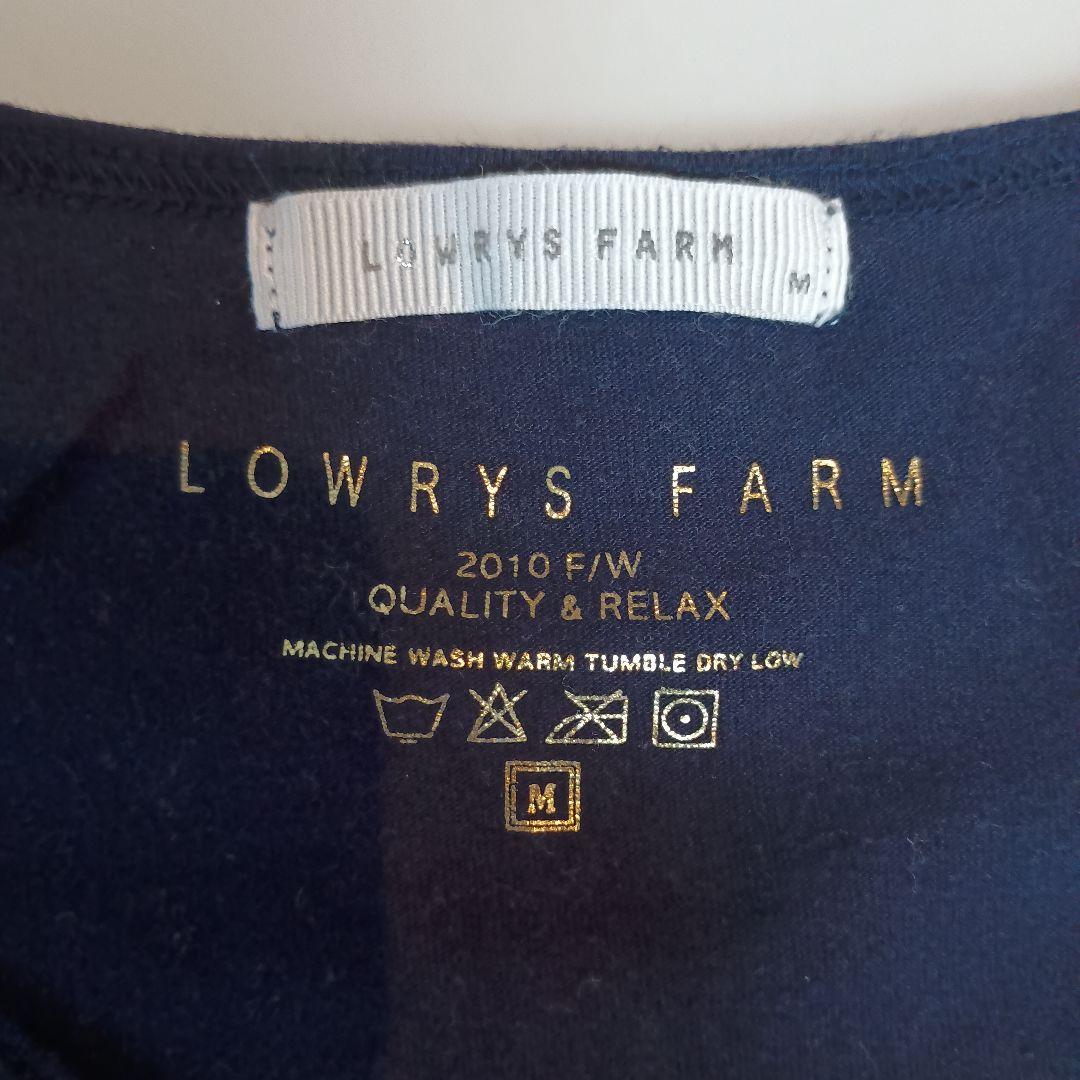 LOWRYS FARM
M
LOWRYS FARM
2010 F/W
QUALITY & RELAX
MACHINE WASH WARM TUMBLE DRY LOW
M